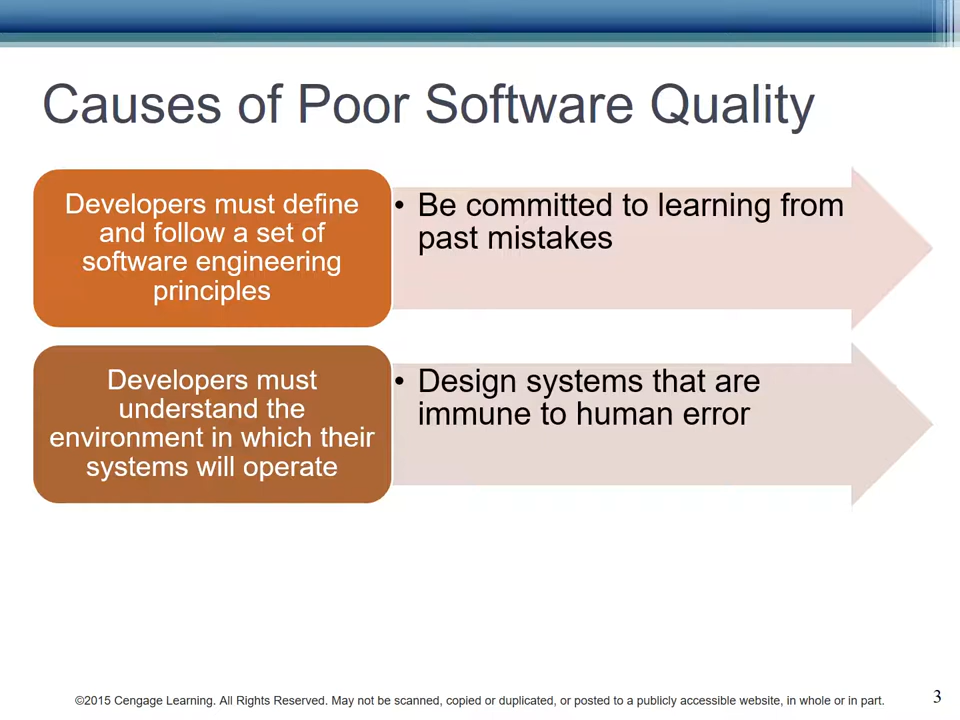 Causes of Poor Software Quality
Developers must define
and follow a set of
software engineering
principles
• Be committed to learning from
past mistakes
Developers must
understand the
environment in which their
systems will operate
• Design systems that are
immune to human error
©2015 Cengage Learning. All Rights Reserved. May not be scanned, copied or duplicated, or posted to a publicly accessible website, in whole or in part.
3